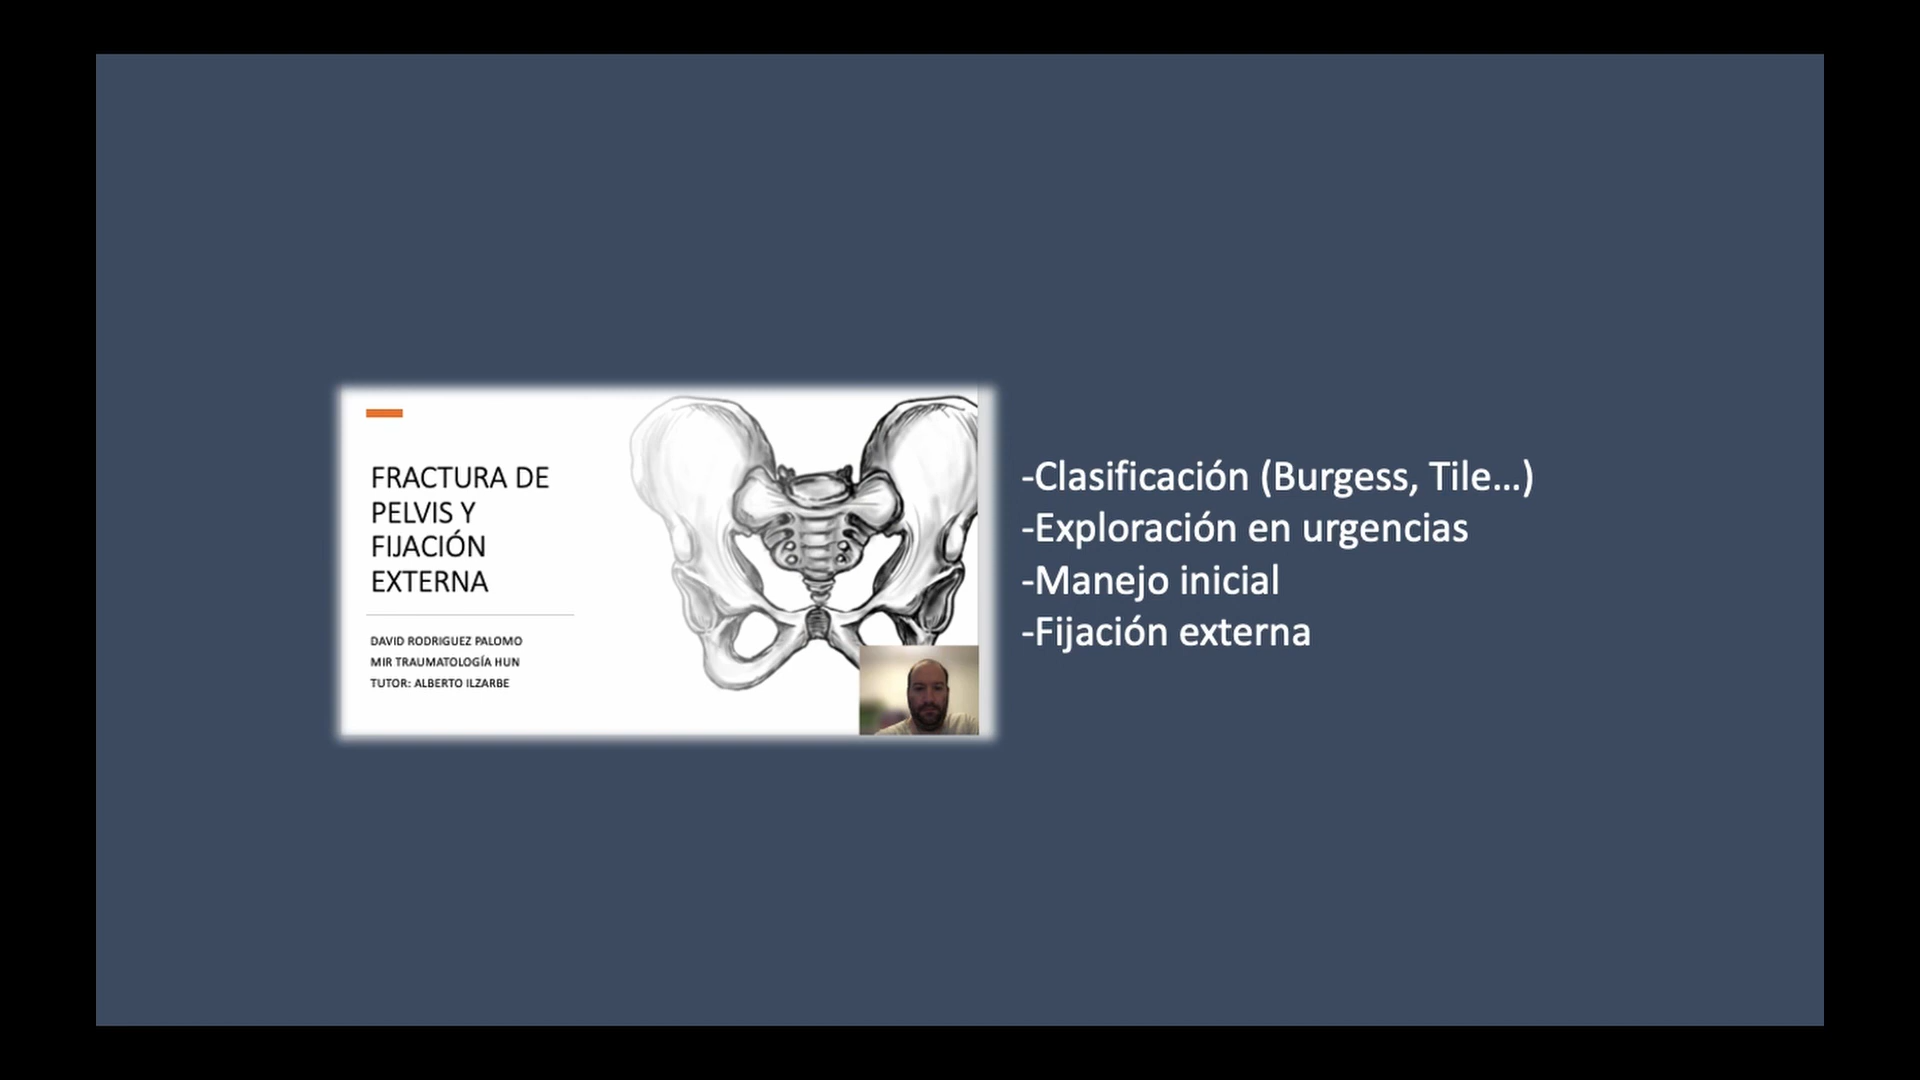 FRACTURA DE
PELVIS Y
FIJACIÓN
EXTERNA
DAVID RODRIGUEZ PALOMO
MIR TRAUMATOLOGÍA HUN
TUTOR: ALBERTO ILZARBE
-Clasificación (Burgess, Tile...)
-Exploración en urgencias
-Manejo inicial
-Fijación externa